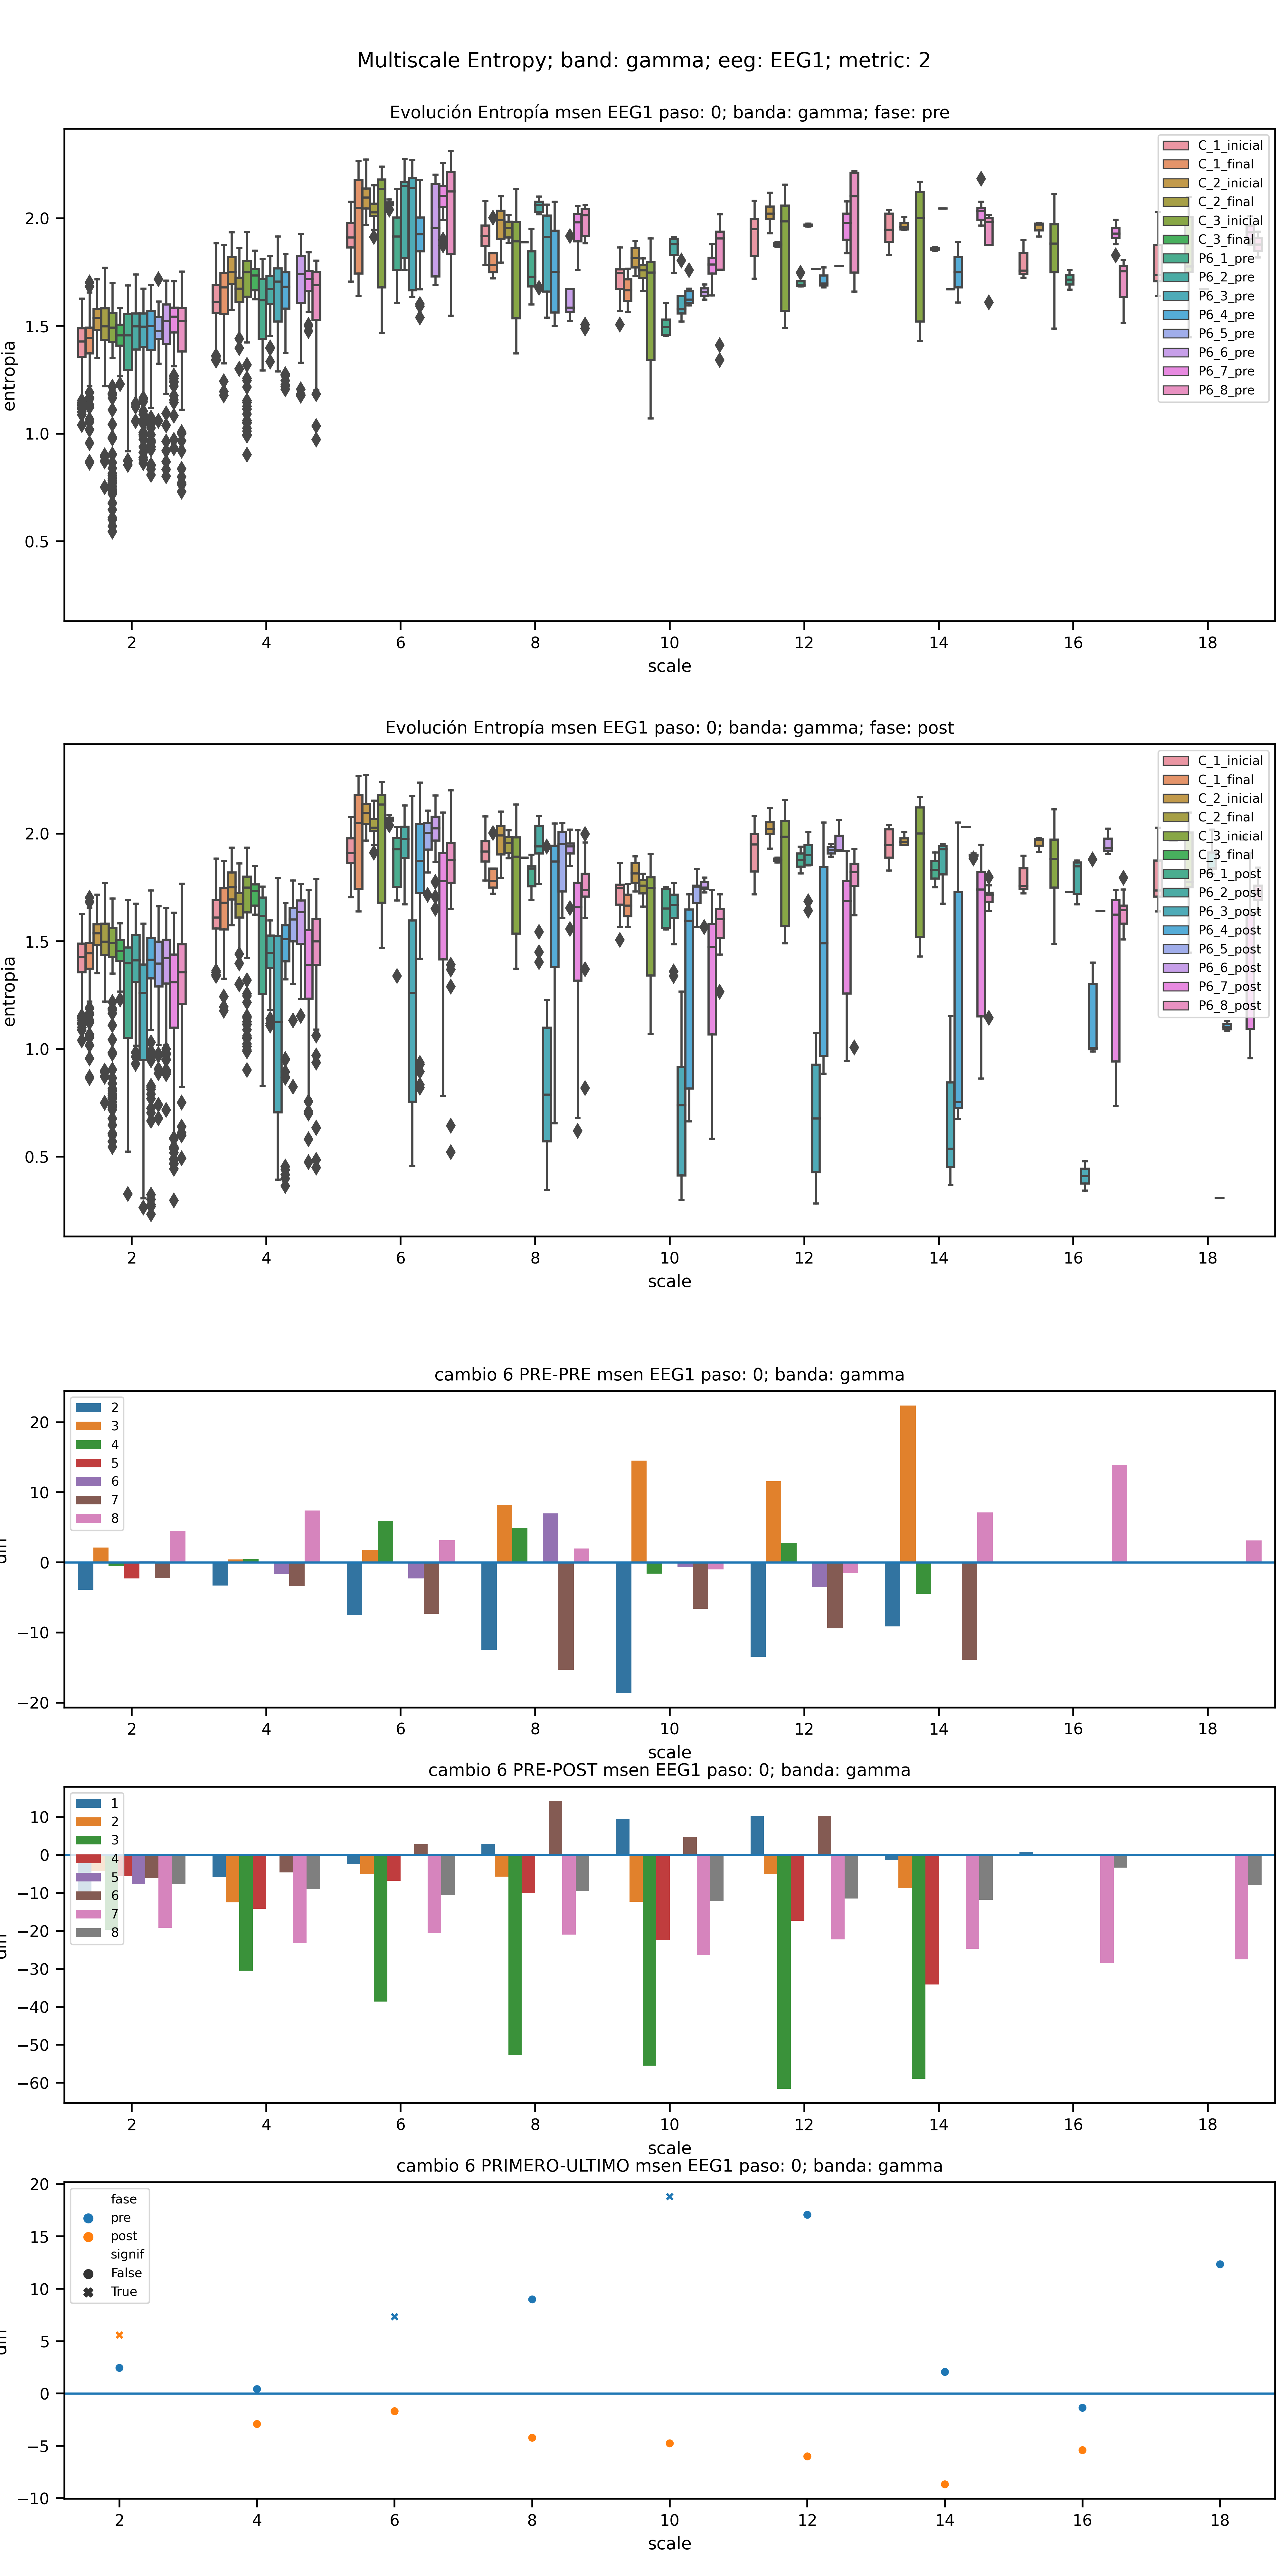 Multiscale Entropy; band: gamma; eeg: EEG1; metric: 2
Evolución Entropía msen EEG1 paso: 0; banda: gamma; fase: pre
C_1_inicial
C_1_final
C_2_inicial
C_2_final
C_3_inicial
C_3_final
P6_1_pre
P6_2_pre
P6_3_pre
P6_4_pre
P6_5_pre
P6_6_pre
P6_7_pre
P6_8_pre
entropia
2.0
1.5
1.0
0.5
2 4 6 8 10 12 14 16 18
scale
Evolución Entropía msen EEG1 paso: 0; banda: gamma; fase: post
C_1_inicial
C_1_final
C_2_inicial
C_2_final
C_3_inicial
C_3_final
P6_1_post
P6_2_post
P6_3_post
P6_4_post
P6_5_post
P6_6_post
P6_7_post
P6_8_post
entropia
2.0
1.5
1.0
0.5
2 4 6 8 10 12 14 16 18
scale
cambio 6 PRE-PRE msen EEG1 paso: 0; banda: gamma
2
3
4
5
6
7
8
20
10
0
−10
−20
2 4 6 8 10 12 14 16 18
scale
cambio 6 PRE-POST msen EEG1 paso: 0; banda: gamma
1
2
3
4
5
6
7
8
10
0
−10
−20
−30
−40
−50
−60
2 4 6 8 10 12 14 16 18
scale
cambio 6 PRIMERO-ULTIMO msen EEG1 paso: 0; banda: gamma
fase
pre
post
signif
False
True
20
15
10
5
0
−5
−10
2 4 6 8 10 12 14 16 18
scale